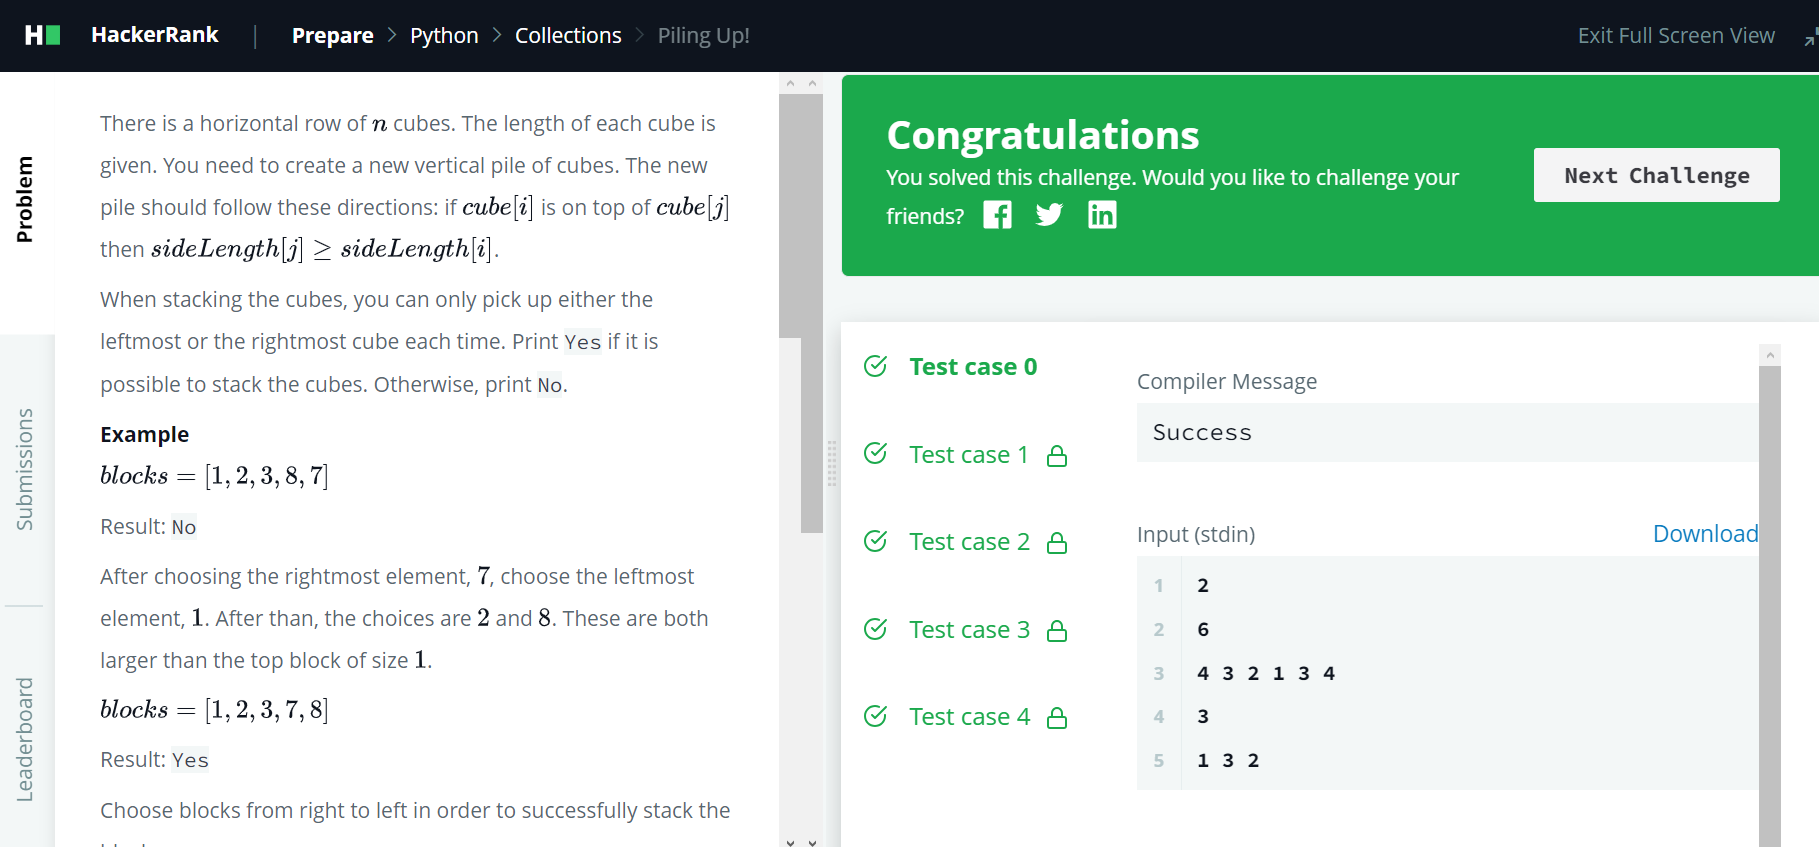 HackerRank | Prepare > Python > Collections > Piling Up! Exit Full Screen View
Problem
Submissions
Leaderboard
There is a horizontal row of n cubes. The length of each cube is
given. You need to create a new vertical pile of cubes. The new
pile should follow these directions: if cube[i] is on top of cube[j]
then sideLength[j] ≥ sideLength[i].
When stacking the cubes, you can only pick up either the
leftmost or the rightmost cube each time. Print Yes if it is
possible to stack the cubes. Otherwise, print No.
Example
blocks = [1, 2, 3, 8, 7]
Result: No
After choosing the rightmost element, 7, choose the leftmost
element, 1. After than, the choices are 2 and 8. These are both
larger than the top block of size 1.
blocks = [1, 2, 3, 7, 8]
Result: Yes
Choose blocks from right to left in order to successfully stack the
Congratulations
You solved this challenge. Would you like to challenge your
friends?
Next Challenge
Test case 0
Test case 1
Test case 2
Test case 3
Test case 4
Compiler Message
Success
Input (stdin) Download
1 2
2 6
3 4 3 2 1 3 4
4 3
5 1 3 2